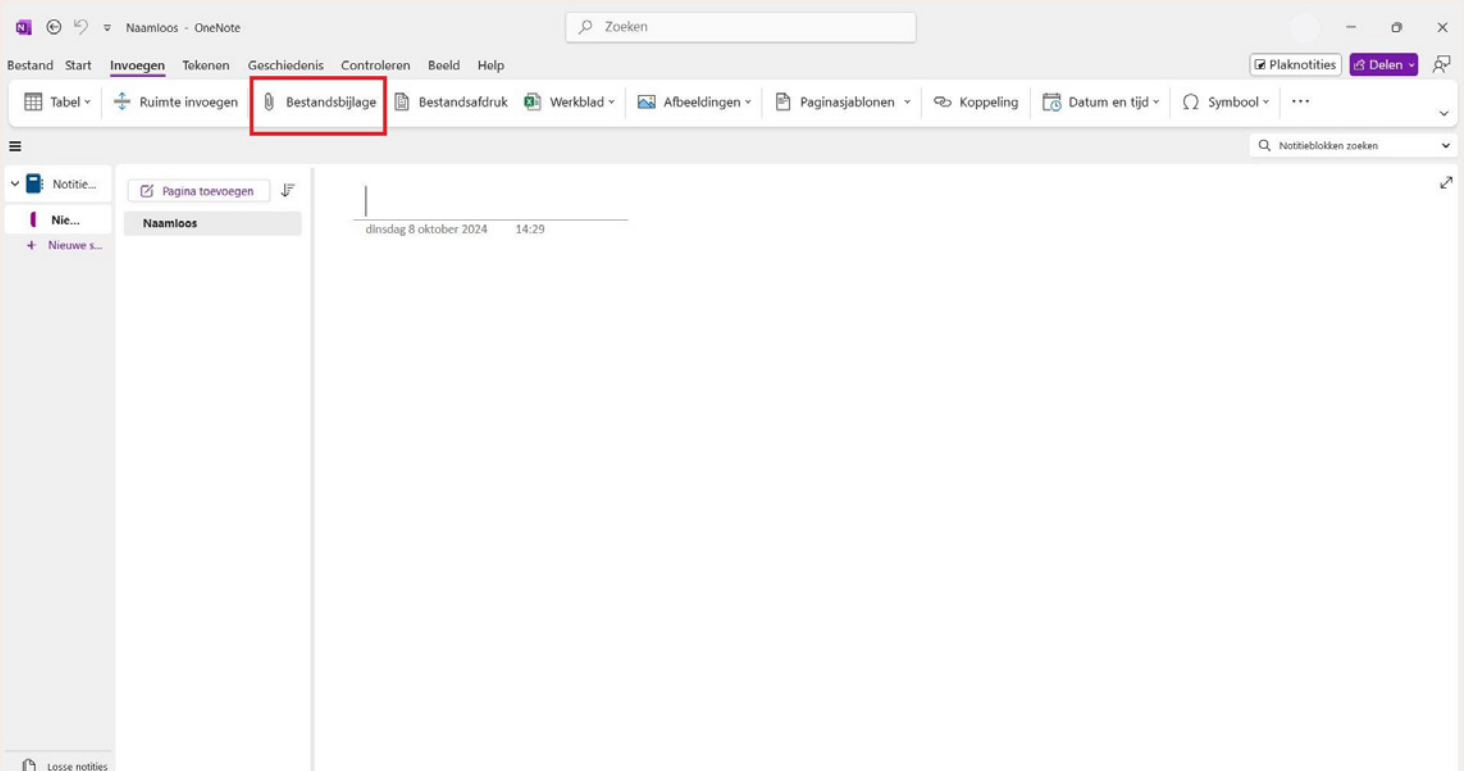 Naamloos - OneNote
Zoeken
Bestand Start Invoegen Tekenen Geschiedenis Controleren Beeld Help
Plaknotities Delen
Tabel Ruimte invoegen Bestandsbijlage Bestandsafdruk Werkblad Afbeeldingen Paginasjablonen Koppeling Datum en tijd Symbool ...
Notitieblokken zoeken
Notitie...
Pagina toevoegen
Nie...
Naamloos
+ Nieuwe s...
dinsdag 8 oktober 2024 14:29
Losse notities